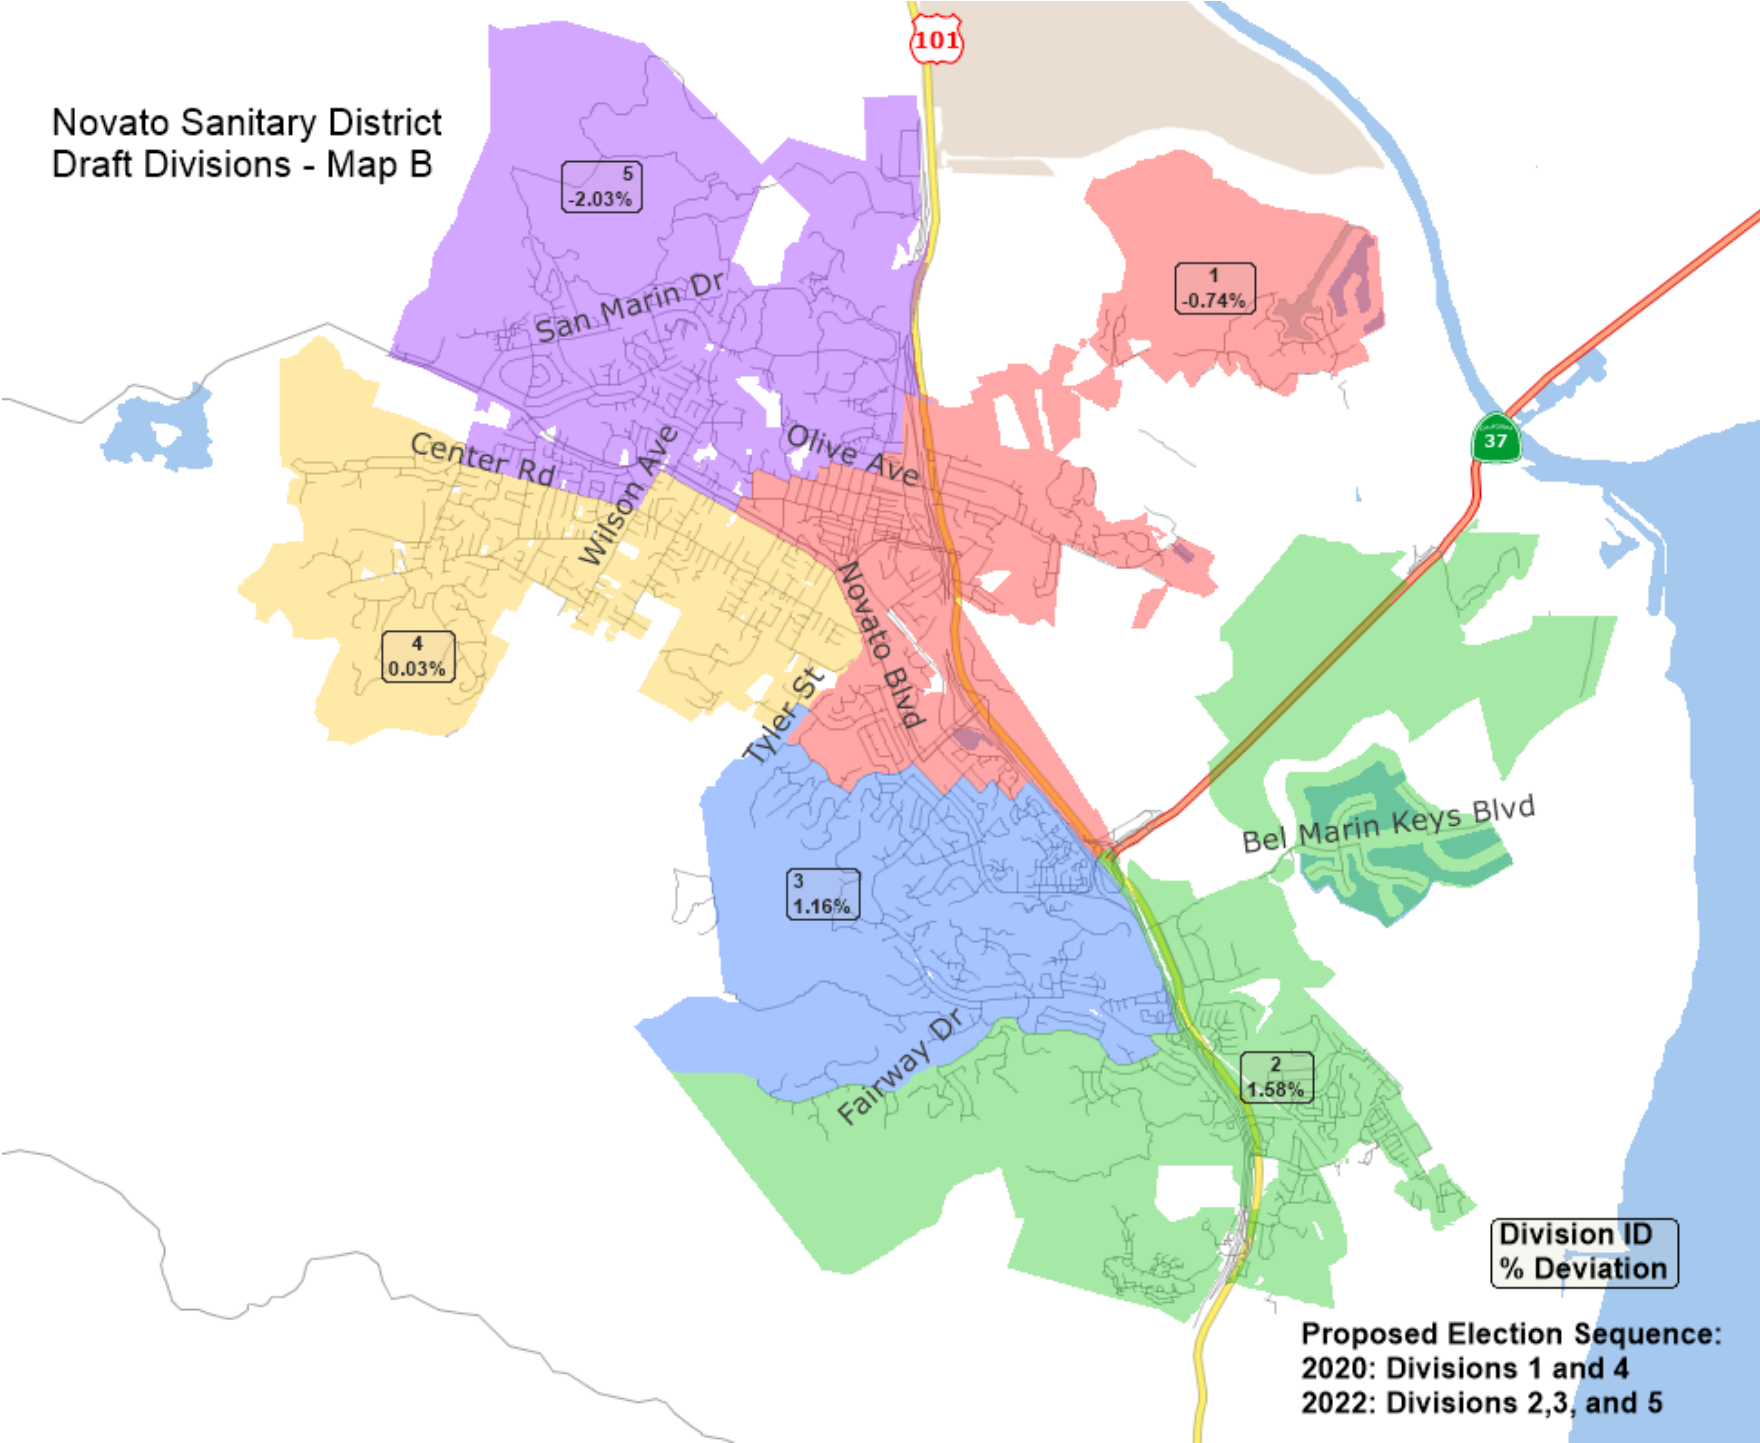 101
Novato Sanitary District
Draft Divisions - Map B
5
-2.03%
1
-0.74%
San Marin Dr
Center Rd
Wilson Ave
Olive Ave
CALIFORNIA
37
Novato Blvd
4
0.03%
Tyler St
Bel Marin Keys Blvd
3
1.16%
Fairway Dr
2
1.58%
Division ID
% Deviation
Proposed Election Sequence:
2020: Divisions 1 and 4
2022: Divisions 2,3, and 5